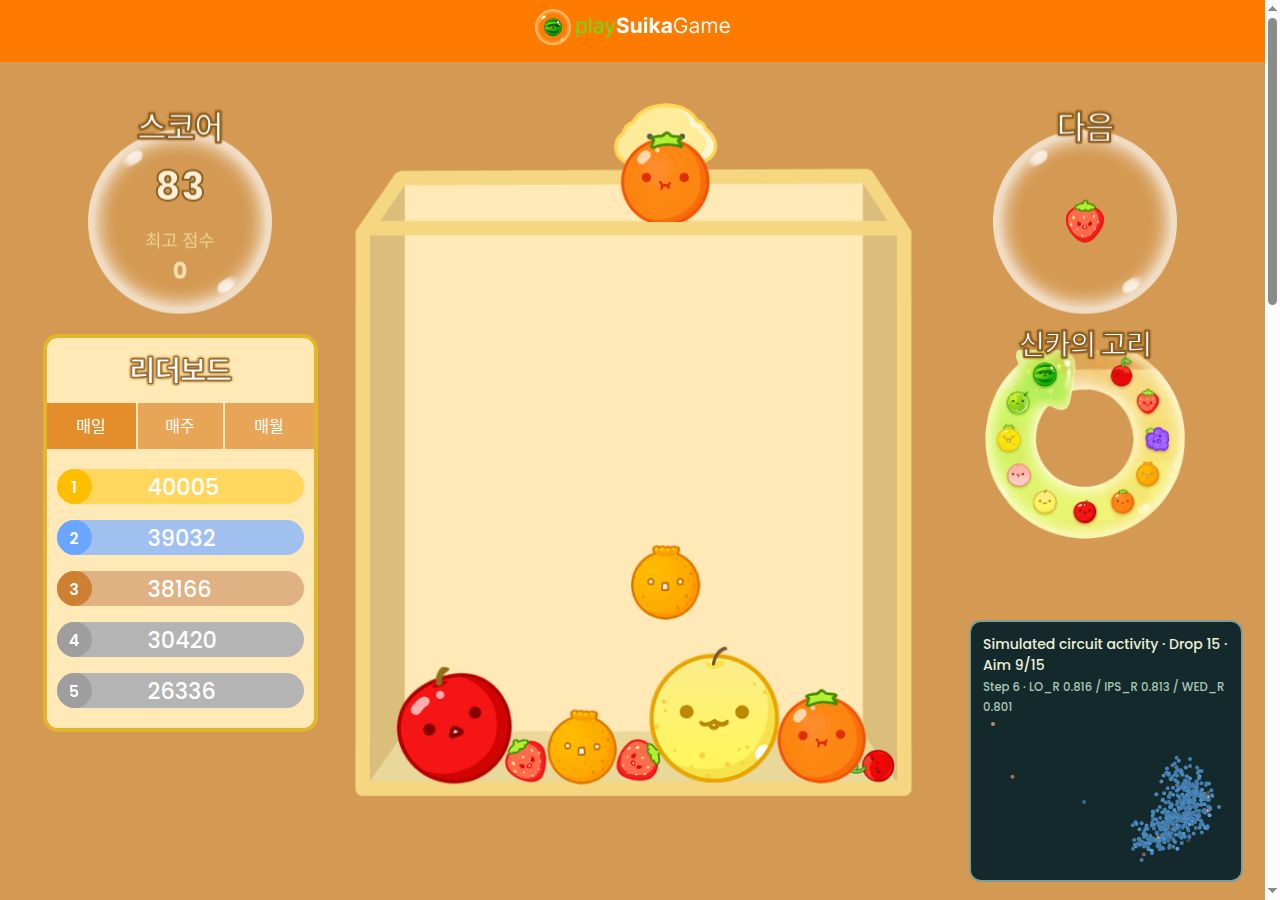 playSuikaGame
스코어
83
최고 점수
0
리더보드
매일 매주 매월
1 40005
2 39032
3 38166
4 30420
5 26336
다음
신카의 고리
Simulated circuit activity · Drop 15 ·
Aim 9/15
Step 6 · LO_R 0.816 / IPS_R 0.813 / WED_R
0.801